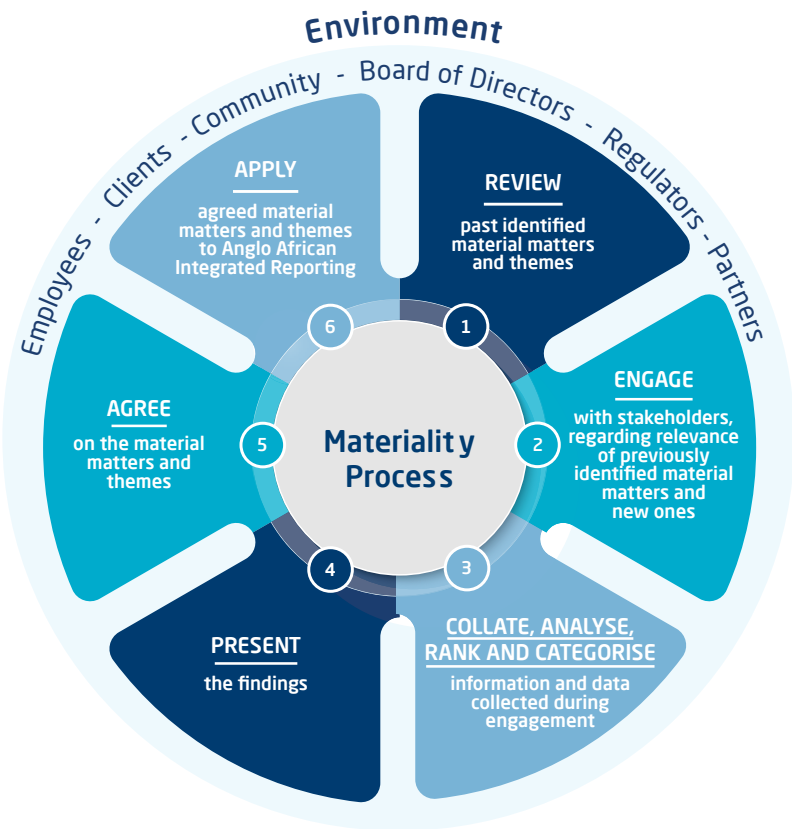 Environment
Employees - Clients - Community - Board of Directors - Regulators - Partners
REVIEW
past identified
material matters
and themes
1
ENGAGE
with stakeholders,
regarding relevance
of previously
identified material
matters and
new ones
2
COLLATE, ANALYSE,
RANK AND CATEGORISE
information and data
collected during
engagement
3
PRESENT
the findings
4
AGREE
on the material
matters and
themes
5
APPLY
agreed material
matters and themes
to Anglo African
Integrated Reporting
6
Materiality
Process